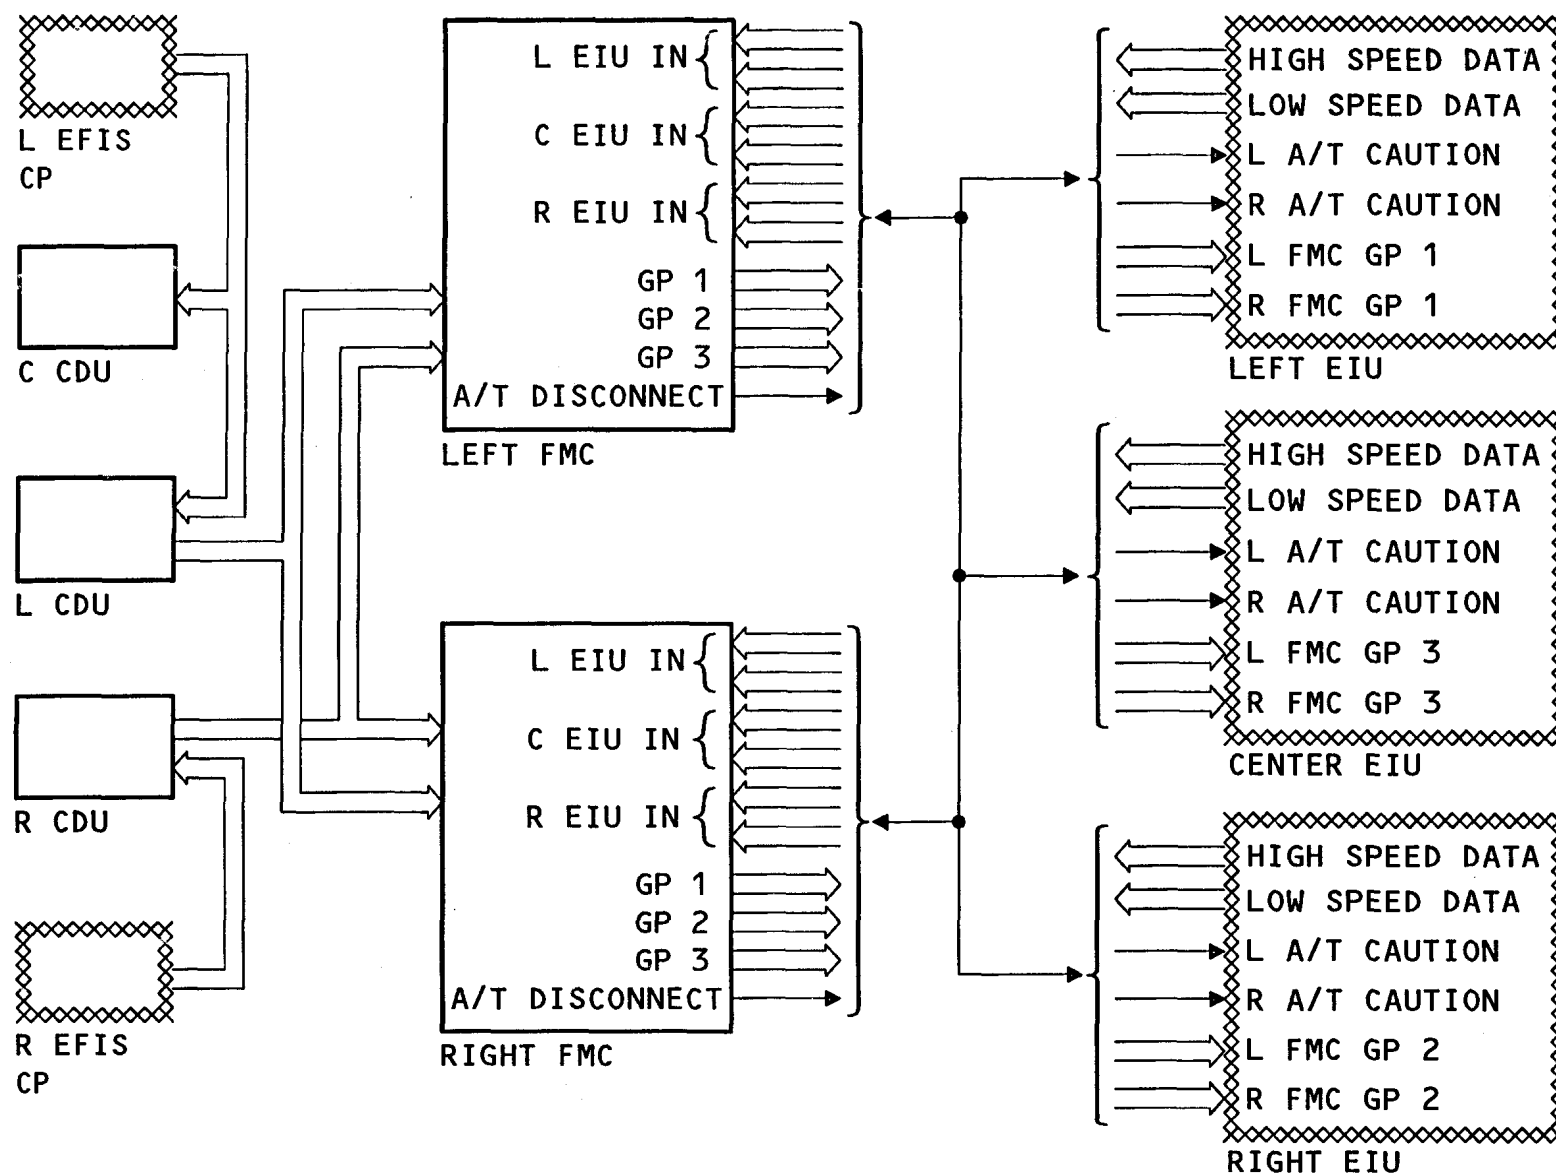 L EFIS
CP
C CDU
L CDU
R CDU
R EFIS
CP
L EIU IN
C EIU IN
R EIU IN
GP 1
GP 2
GP 3
A/T DISCONNECT
LEFT FMC
L EIU IN
C EIU IN
R EIU IN
GP 1
GP 2
GP 3
A/T DISCONNECT
RIGHT FMC
HIGH SPEED DATA
LOW SPEED DATA
L A/T CAUTION
R A/T CAUTION
L FMC GP 1
R FMC GP 1
LEFT EIU
HIGH SPEED DATA
LOW SPEED DATA
L A/T CAUTION
R A/T CAUTION
L FMC GP 3
R FMC GP 3
CENTER EIU
HIGH SPEED DATA
LOW SPEED DATA
L A/T CAUTION
R A/T CAUTION
L FMC GP 2
R FMC GP 2
RIGHT EIU